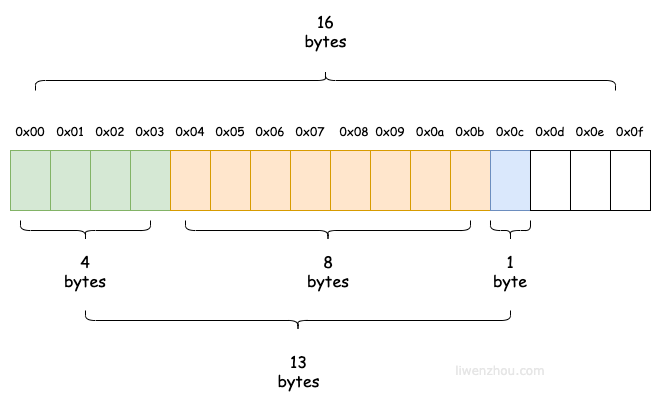 16
bytes
0x00 0x01 0x02 0x03 0x04 0x05 0x06 0x07 0x08 0x09 0x0a 0x0b 0x0c 0x0d 0x0e 0x0f
4 8 1
bytes bytes byte
13
bytes
liwenzhou.com